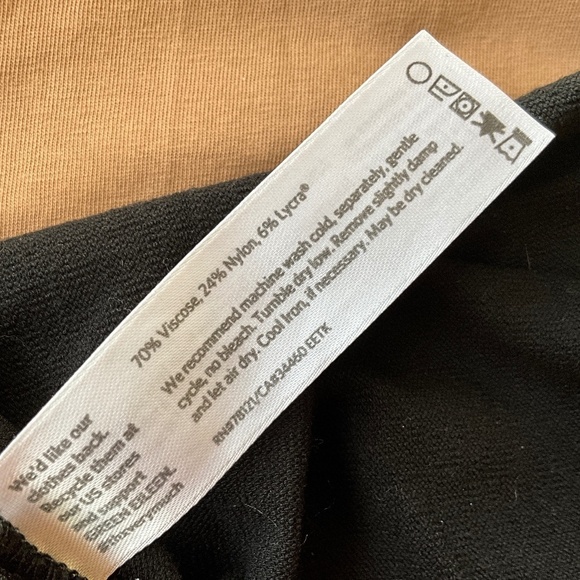 70% Viscose, 24% Nylon, 6% Lycra®
We recommend machine wash cold, separately, gentle
cycle, no bleach. Tumble dry low. Remove slightly damp
and let air dry. Cool Iron, if necessary. May be dry cleaned.
RN#78121/CA#34460 EETK
We'd like our
clothes back.
Recycle them at
our US stores
and support
GREEN EILEEN.